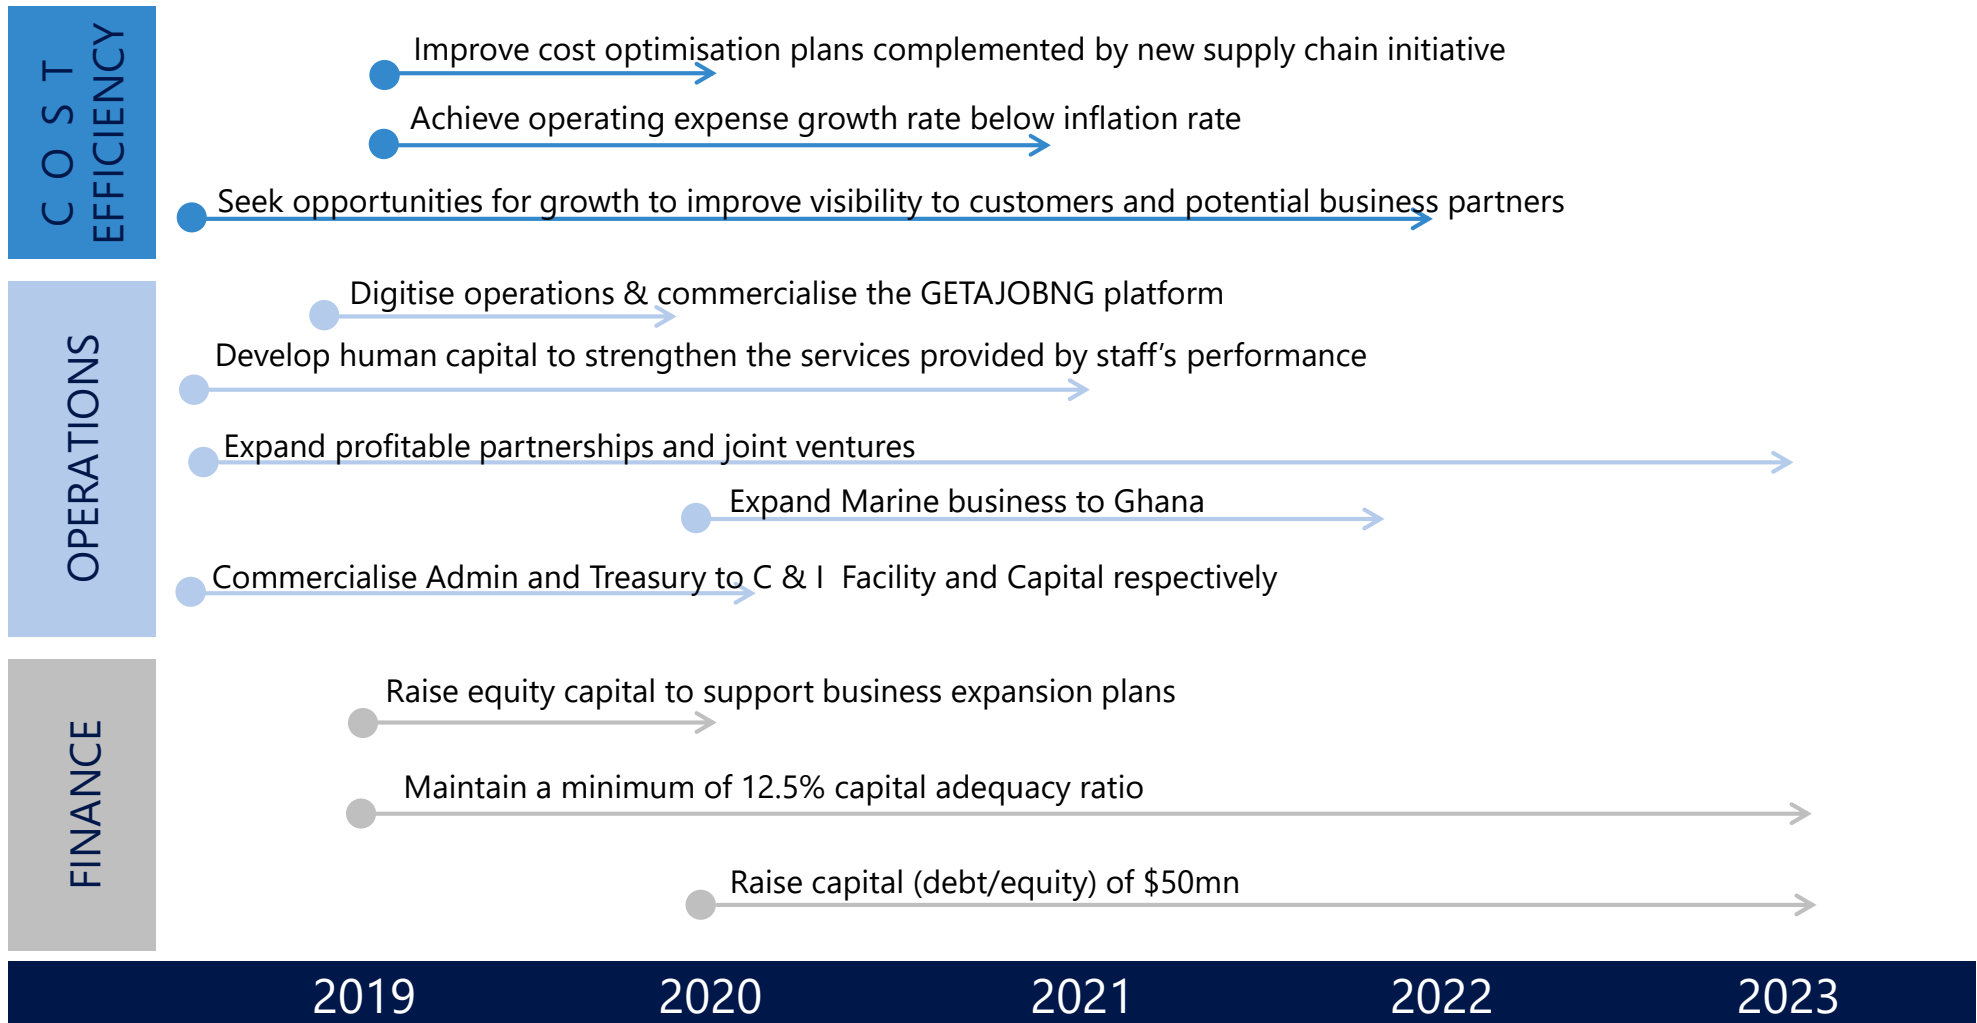 COST
EFFICIENCY
Improve cost optimisation plans complemented by new supply chain initiative
Achieve operating expense growth rate below inflation rate
Seek opportunities for growth to improve visibility to customers and potential business partners
OPERATIONS
Digitise operations & commercialise the GETAJOBNG platform
Develop human capital to strengthen the services provided by staff’s performance
Expand profitable partnerships and joint ventures
Expand Marine business to Ghana
Commercialise Admin and Treasury to C & I  Facility and Capital respectively
FINANCE
Raise equity capital to support business expansion plans
Maintain a minimum of 12.5% capital adequacy ratio
Raise capital (debt/equity) of $50mn
2019 2020 2021 2022 2023